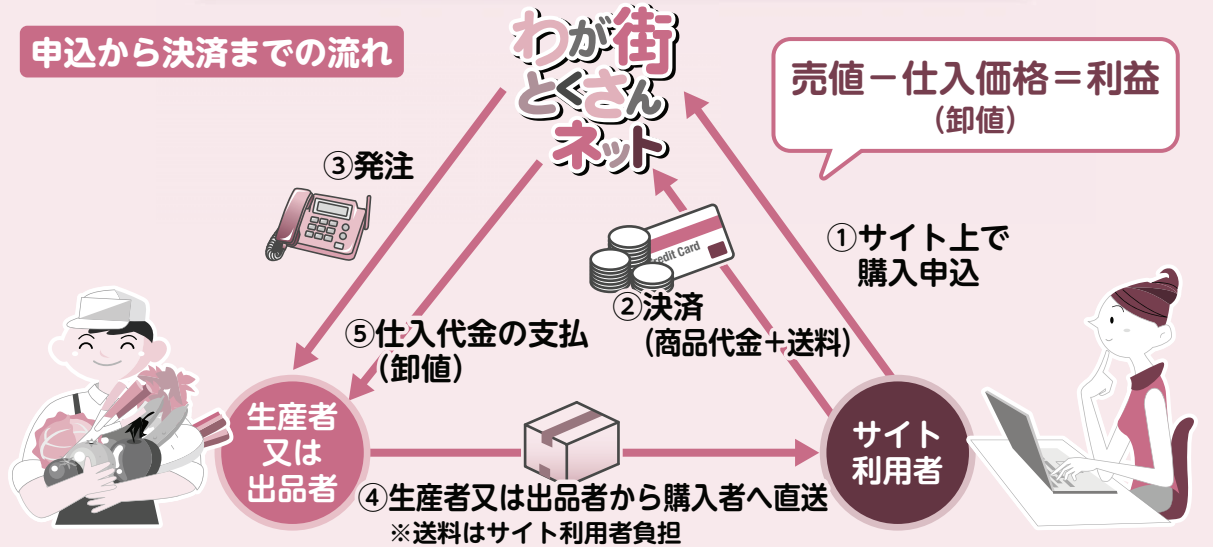 申込から決済までの流れ
わが街
とくさん
ネット
売値－仕入価格＝利益
（卸値）
③発注
①サイト上で
購入申込
redit Card
②決済
（商品代金＋送料）
⑤仕入代金の支払
（卸値）
生産者
又は
出品者
サイト
利用者
④生産者又は出品者から購入者へ直送
※送料はサイト利用者負担